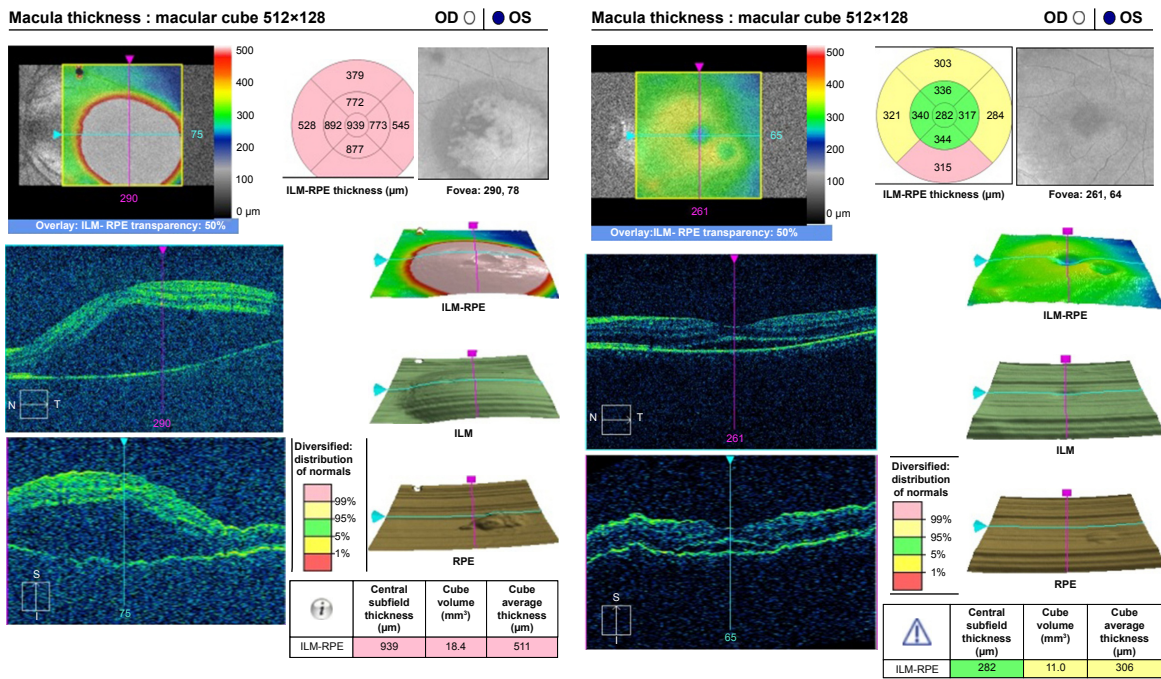 Macula thickness : macular cube 512×128
OD OS
500
400
300
200
100
0 µm
75
290
Overlay: ILM- RPE transparency: 50%
379
772
528 892 939 773 545
877
ILM-RPE thickness (µm)
Fovea: 290, 78
ILM-RPE
N T
290
ILM
S
I
75
Diversified:
distribution
of normals
99%
95%
5%
1%
RPE
Central
subfield
thickness
(µm)
Cube
volume
(mm³)
Cube
average
thickness
(µm)
ILM-RPE 939 18.4 511
Macula thickness : macular cube 512×128
OD OS
500
400
300
200
100
0 µm
65
261
Overlay:ILM- RPE transparency: 50%
303
336
321 340 282 317 284
344
315
ILM-RPE thickness (µm)
Fovea: 261, 64
ILM-RPE
N T
261
ILM
S
I
65
Diversified:
distribution
of normals
99%
95%
5%
1%
RPE
Central
subfield
thickness
(µm)
Cube
volume
(mm³)
Cube
average
thickness
(µm)
ILM-RPE 282 11.0 306